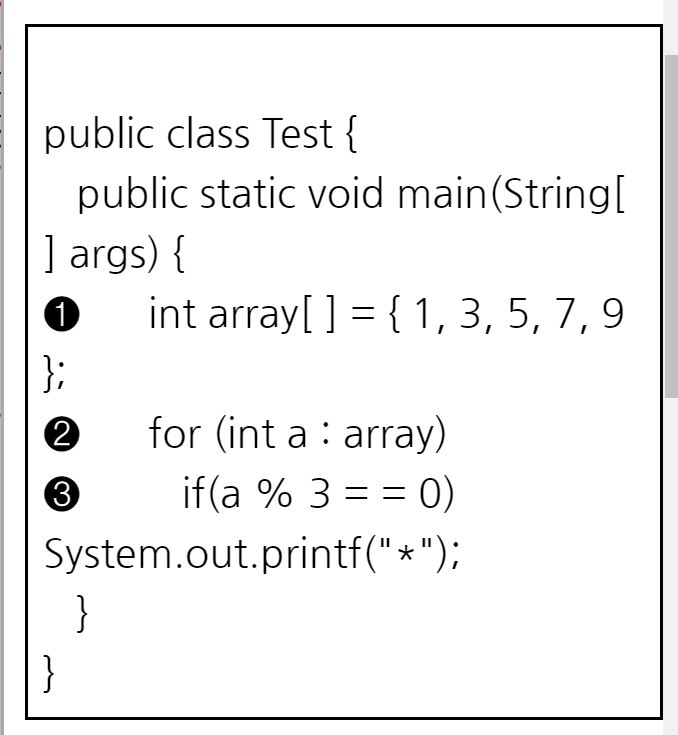 public class Test {
public static void main(String[
] args) {
❶ int array[ ] = { 1, 3, 5, 7, 9
};
❷ for (int a : array)
❸ if(a % 3 = = 0)
System.out.printf("*");
}
}